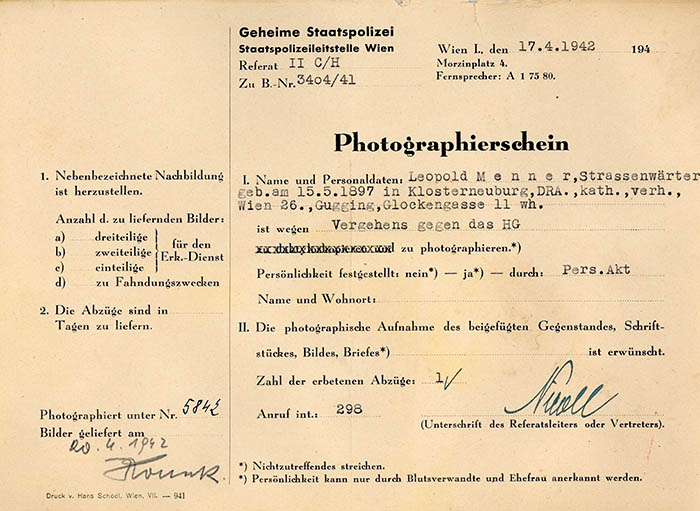 Geheime Staatspolizei
Staatspolizeileitstelle Wien
Referat II C/H
Zu B.-Nr. 3404/41
Wien I., den 17.4.1942 194
Morzinplatz 4.
Fernsprecher: A 1 75 80.
Photographierschein
1. Nebenbezeichnete Nachbildung
ist herzustellen.
Anzahl d. zu liefernden Bilder:
a) dreiteilige
b) zweiteilige
c) einteilige
für den
Erk.-Dienst
d) zu Fahndungszwecken
2. Die Abzüge sind in
Tagen zu liefern.
Photographiert unter Nr. 5842
Bilder geliefert am
20.4.1942
Druck v. Hans Schödl, Wien, VII. — 941
I. Name und Personaldaten: Leopold M e n n e r, Strassenwärter
geb.am 15.5.1897 in Klosterneuburg,DRA.,kath.,verh.,
Wien 26.,Gugging,Glockengasse 11 wh.
ist wegen Vergehens gegen das HG
zu photographieren.*)
Persönlichkeit festgestellt: nein*) — ja*) — durch: Pers.Akt
Name und Wohnort:
II. Die photographische Aufnahme des beigefügten Gegenstandes, Schrift-
stückes, Bildes, Briefes*) ist erwünscht.
Zahl der erbetenen Abzüge: 1
Anruf int.: 298
(Unterschrift des Referatsleiters oder Vertreters).
*) Nichtzutreffendes streichen.
*) Persönlichkeit kann nur durch Blutsverwandte und Ehefrau anerkannt werden.